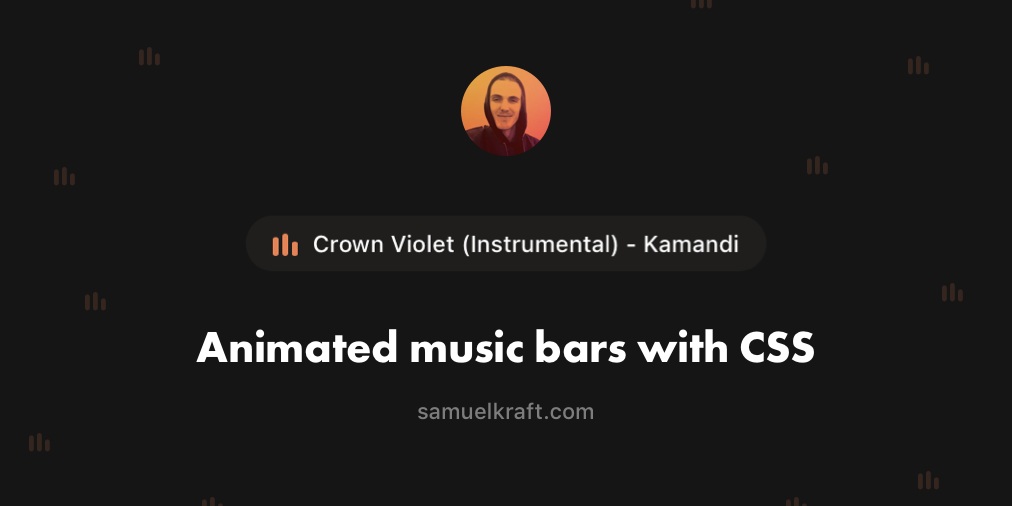 Crown Violet (Instrumental) - Kamandi
Animated music bars with CSS
samuelkraft.com